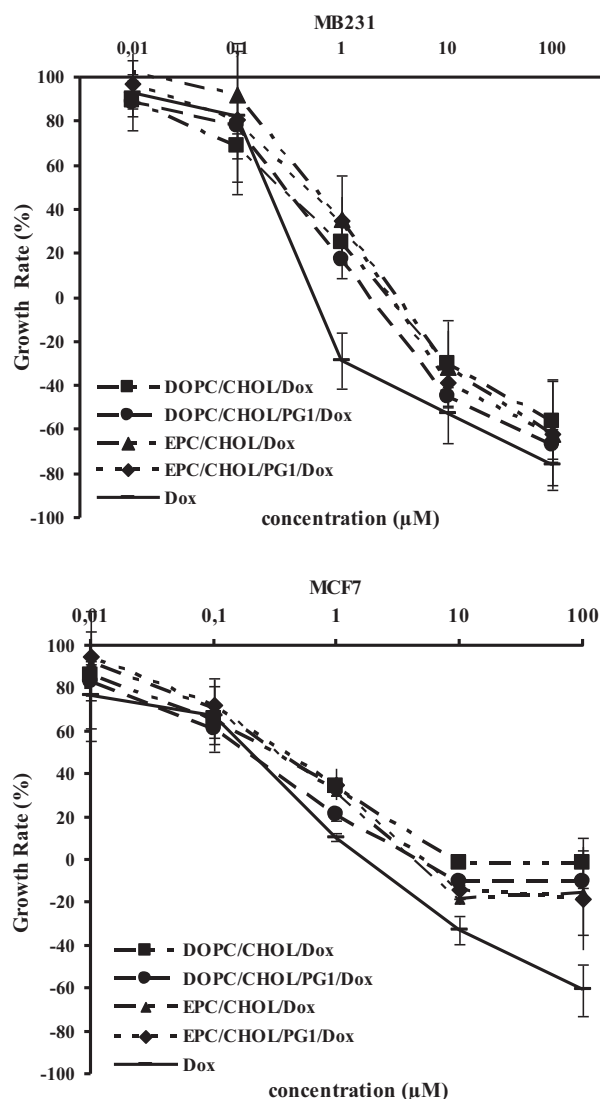 MB231
0,01 0,1 1 10 100
100
80
60
40
20
0
-20
-40
-60
-80
-100
Growth Rate (%)
DOPC/CHOL/Dox
DOPC/CHOL/PG1/Dox
EPC/CHOL/Dox
EPC/CHOL/PG1/Dox
Dox
concentration (µM)
MCF7
0,01 0,1 1 10 100
100
80
60
40
20
0
-20
-40
-60
-80
-100
Growth Rate (%)
DOPC/CHOL/Dox
DOPC/CHOL/PG1/Dox
EPC/CHOL/Dox
EPC/CHOL/PG1/Dox
Dox
concentration (µM)